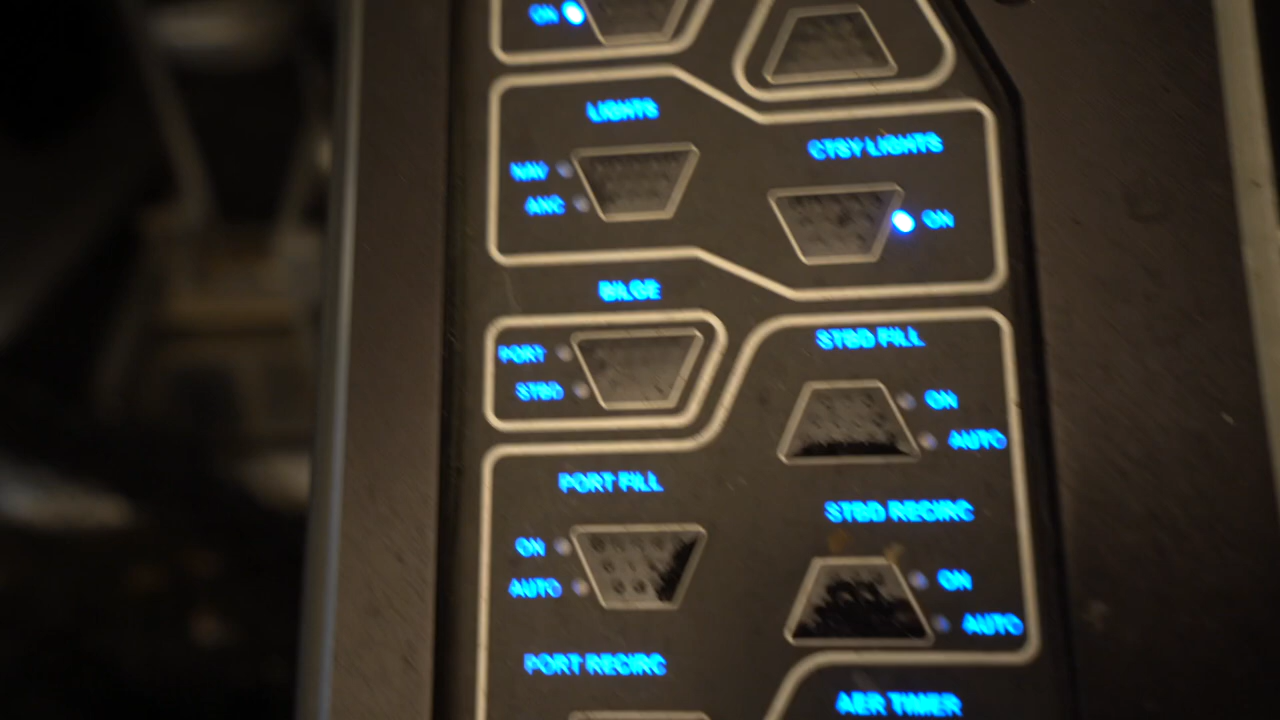 ON
LIGHTS
NAV
ANC
CTSY LIGHTS
ON
BILGE
PORT
STBD
STBD FILL
ON
AUTO
PORT FILL
ON
AUTO
STBD RECIRC
ON
AUTO
PORT RECIRC
AER TIMER